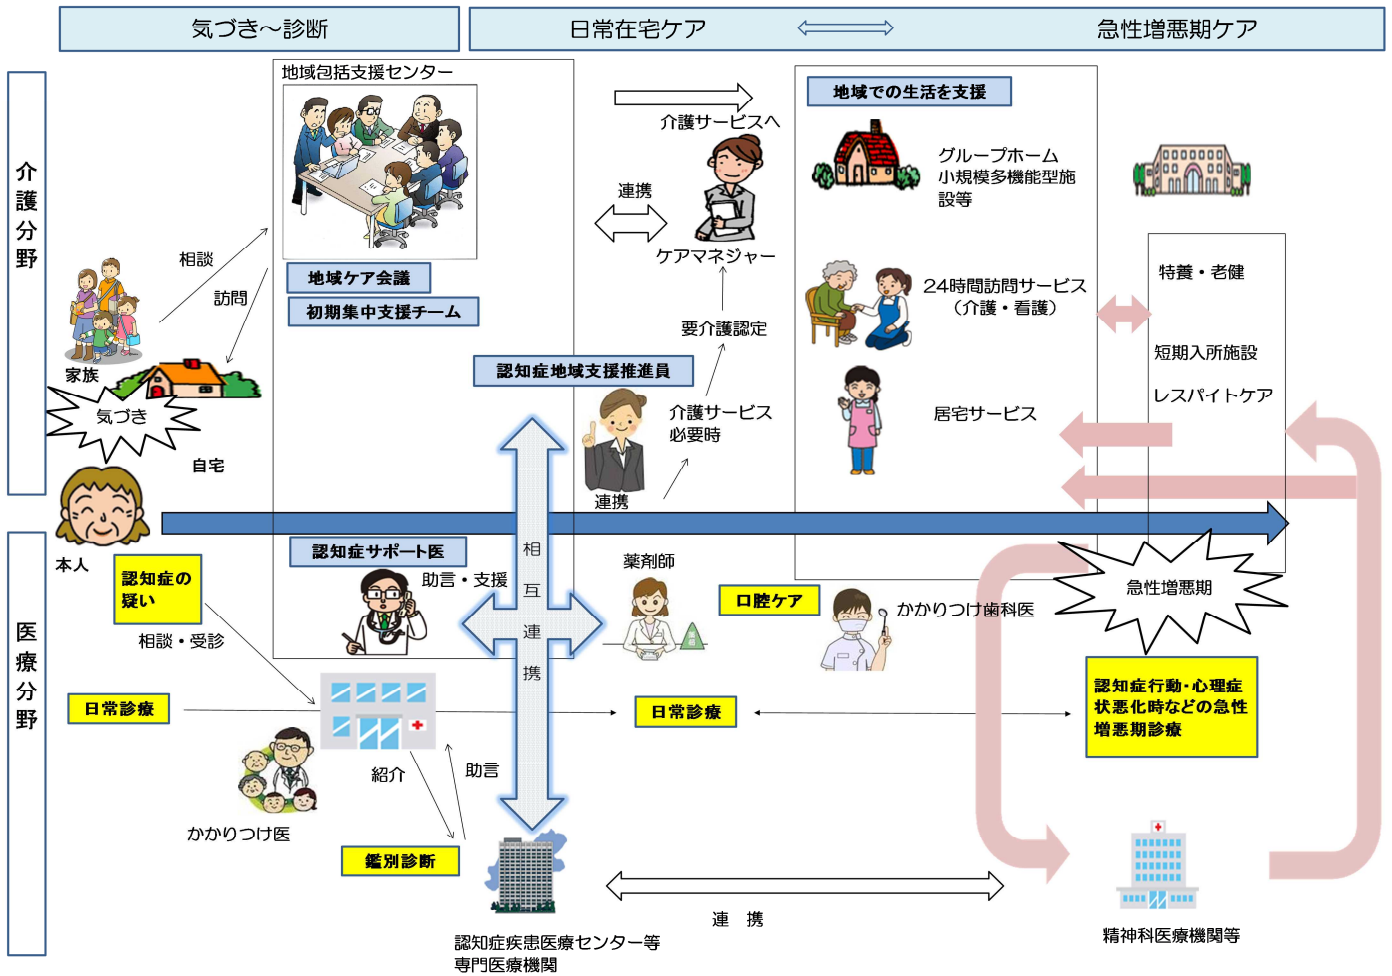 気づき～診断
日常在宅ケア
急性増悪期ケア
介護分野
医療分野
地域包括支援センター
地域ケア会議
初期集中支援チーム
相談
訪問
家族
気づき
自宅
本人
介護サービスへ
連携
ケアマネジャー
要介護認定
介護サービス
必要時
認知症地域支援推進員
連携
地域での生活を支援
グループホーム
小規模多機能型施
設等
24時間訪問サービス
（介護・看護）
居宅サービス
特養・老健
短期入所施設
レスパイトケア
急性増悪期
認知症の
疑い
相談・受診
認知症サポート医
助言・支援
相互連携
薬剤師
薬箱
口腔ケア
かかりつけ歯科医
日常診療
日常診療
認知症行動・心理症
状悪化時などの急性
増悪期診療
かかりつけ医
紹介
助言
鑑別診断
認知症疾患医療センター等
専門医療機関
連　携
精神科医療機関等